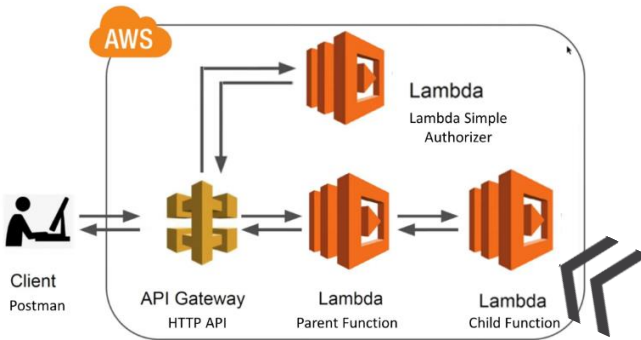 AWS
Lambda
Lambda Simple
Authorizer
Client
Postman
API Gateway
HTTP API
Lambda
Parent Function
Lambda
Child Function